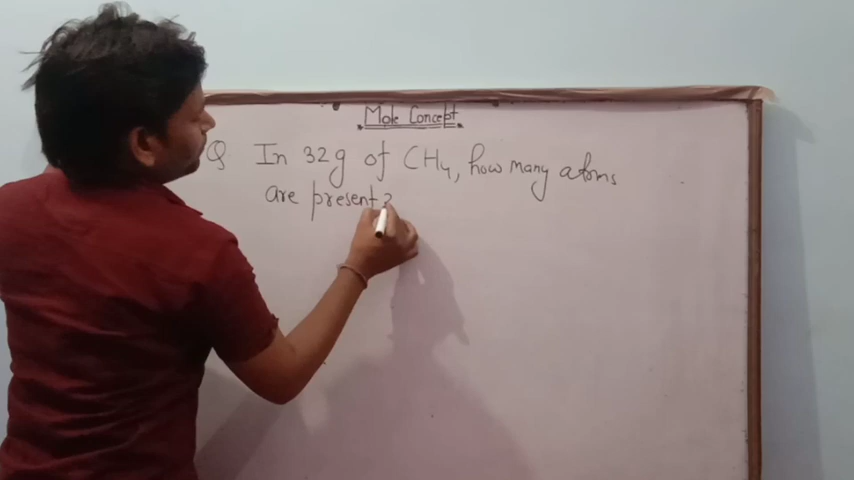 Mole Concept
Q In 32g of CH4, how many atoms
are present?